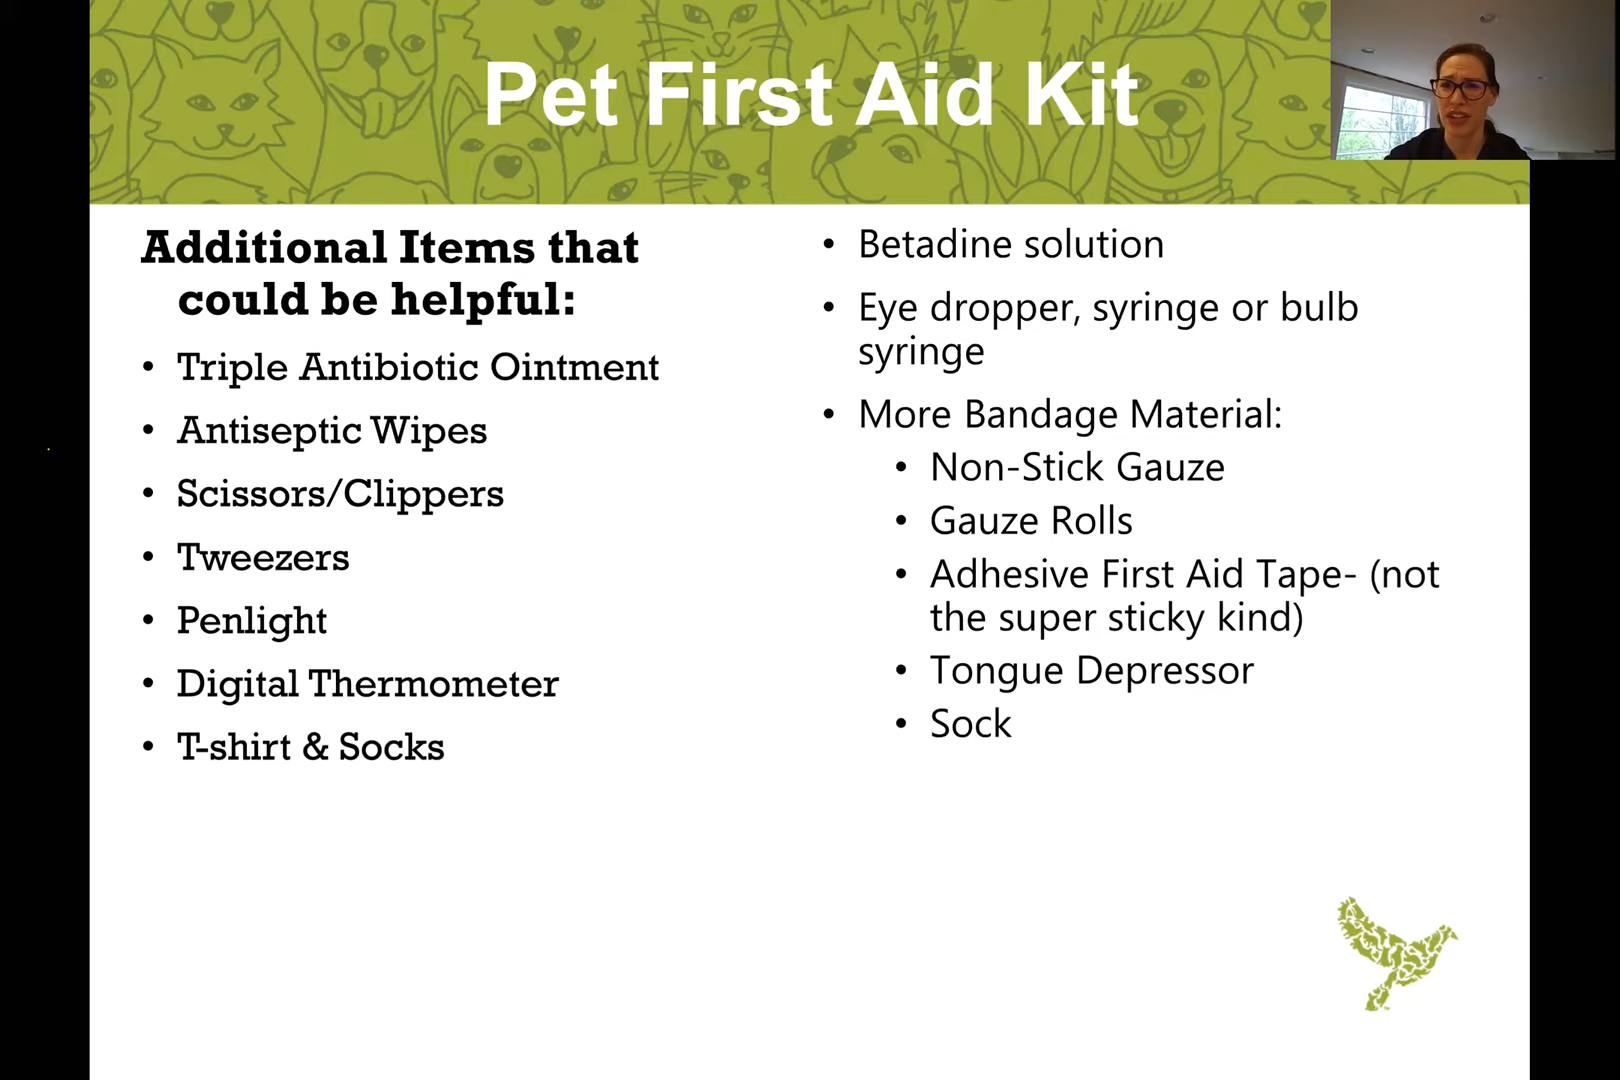 Pet First Aid Kit
Additional Items that
could be helpful:
• Triple Antibiotic Ointment
• Antiseptic Wipes
• Scissors/Clippers
• Tweezers
• Penlight
• Digital Thermometer
• T-shirt & Socks
• Betadine solution
• Eye dropper, syringe or bulb
syringe
• More Bandage Material:
• Non-Stick Gauze
• Gauze Rolls
• Adhesive First Aid Tape- (not
the super sticky kind)
• Tongue Depressor
• Sock